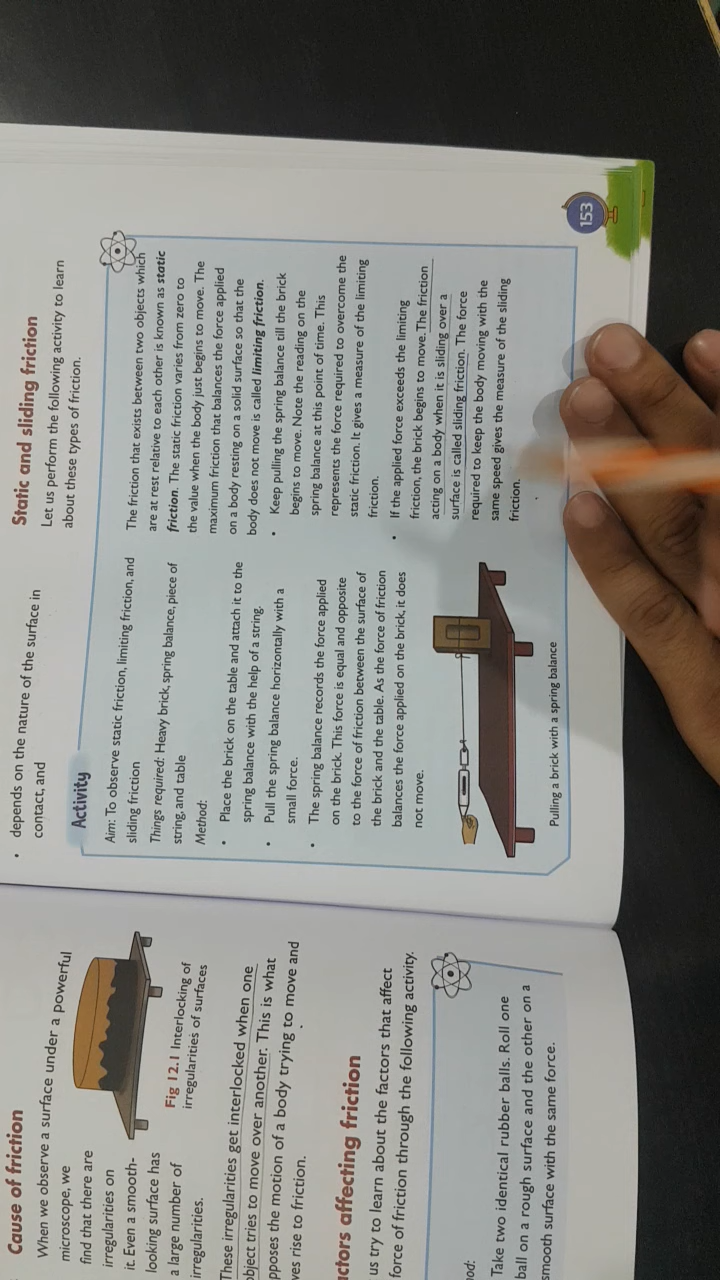 Cause of friction
When we observe a surface under a powerful
microscope, we
find that there are
irregularities on
it. Even a smooth-
looking surface has
a large number of
irregularities.
Fig 12.1 Interlocking of
irregularities of surfaces
These irregularities get interlocked when one
bject tries to move over another. This is what
pposes the motion of a body trying to move and
ves rise to friction.
ctors affecting friction
us try to learn about the factors that affect
force of friction through the following activity.
od:
Take two identical rubber balls. Roll one
ball on a rough surface and the other on a
smooth surface with the same force.
• depends on the nature of the surface in
contact, and
Static and sliding friction
Let us perform the following activity to learn
about these types of friction.
Activity
Aim: To observe static friction, limiting friction, and
sliding friction
Things required: Heavy brick, spring balance, piece of
string, and table
Method:
• Place the brick on the table and attach it to the
spring balance with the help of a string.
• Pull the spring balance horizontally with a
small force.
• The spring balance records the force applied
on the brick. This force is equal and opposite
to the force of friction between the surface of
the brick and the table. As the force of friction
balances the force applied on the brick, it does
not move.
Pulling a brick with a spring balance
The friction that exists between two objects which
are at rest relative to each other is known as static
friction. The static friction varies from zero to
the value when the body just begins to move. The
maximum friction that balances the force applied
on a body resting on a solid surface so that the
body does not move is called limiting friction.
• Keep pulling the spring balance till the brick
begins to move. Note the reading on the
spring balance at this point of time. This
represents the force required to overcome the
static friction. It gives a measure of the limiting
friction.
• If the applied force exceeds the limiting
friction, the brick begins to move. The friction
acting on a body when it is sliding over a
surface is called sliding friction. The force
required to keep the body moving with the
same speed gives the measure of the sliding
friction.
153